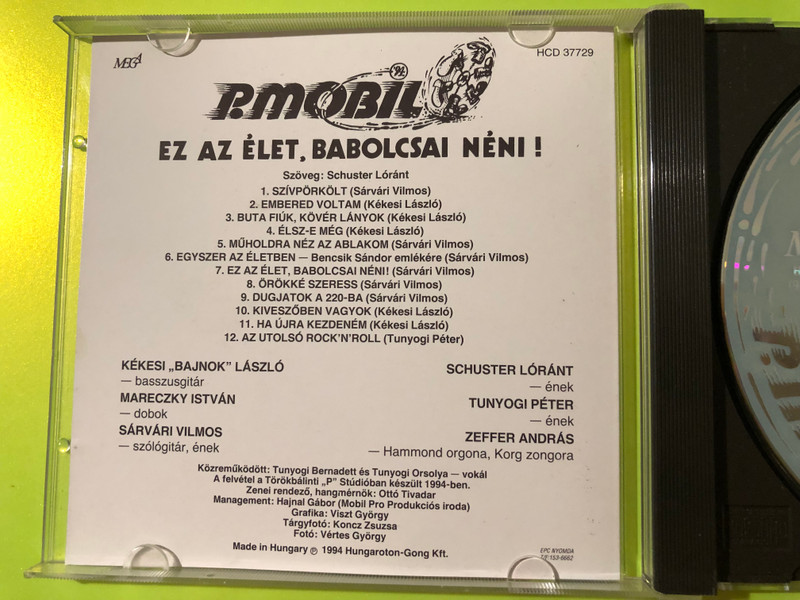 MEGA
HCD 37729
P.MOBIL
EZ AZ ÉLET, BABOLCSAI NÉNI !
Szöveg: Schuster Lóránt
1. SZÍVPÖRKÖLT (Sárvári Vilmos)
2. EMBERED VOLTAM (Kékesi László)
3. BUTA FIÚK, KÖVÉR LÁNYOK (Kékesi László)
4. ÉLSZ-E MÉG (Kékesi László)
5. MŰHOLDRA NÉZ AZ ABLAKOM (Sárvári Vilmos)
6. EGYSZER AZ ÉLETBEN — Bencsik Sándor emlékére (Sárvári Vilmos)
7. EZ AZ ÉLET, BABOLCSAI NÉNI! (Sárvári Vilmos)
8. ÖRÖKKÉ SZERESS (Sárvári Vilmos)
9. DUGJATOK A 220-BA (Sárvári Vilmos)
10. KIVESZŐBEN VAGYOK (Kékesi László)
11. HA ÚJRA KEZDENÉM (Kékesi László)
12. AZ UTOLSÓ ROCK'N'ROLL (Tunyogi Péter)
KÉKESI „BAJNOK" LÁSZLÓ
— basszusgitár
MARECZKY ISTVÁN
— dobok
SÁRVÁRI VILMOS
— szólógitár, ének
SCHUSTER LÓRÁNT
— ének
TUNYOGI PÉTER
— ének
ZEFFER ANDRÁS
— Hammond orgona, Korg zongora
Közreműködött: Tunyogi Bernadett és Tunyogi Orsolya — vokál
A felvétel a Törökbálinti „P" Stúdióban készült 1994-ben.
Zenei rendező, hangmérnök: Ottó Tivadar
Management: Hajnal Gábor (Mobil Pro Produkciós iroda)
Grafika: Viszt György
Tárgyfotó: Koncz Zsuzsa
Fotó: Vértes György
Made in Hungary ℗ 1994 Hungaroton-Gong Kft.
EPC NYOMDA